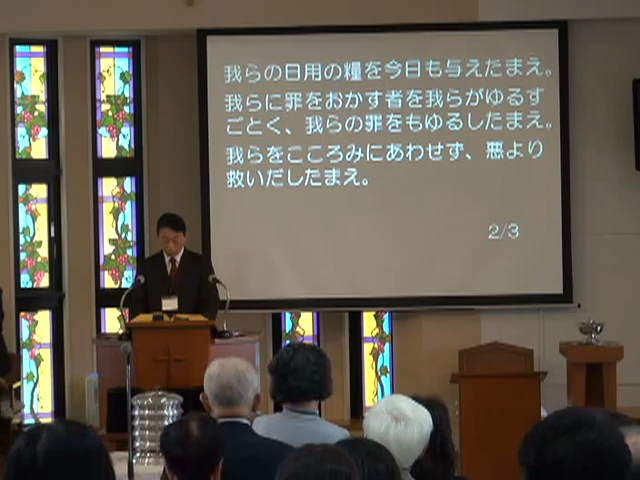 我らの日用の糧を今日も与えたまえ。
我らに罪をおかす者を我らがゆるす
ごとく、我らの罪をもゆるしたまえ。
我らをこころみにあわせず、悪より
救いだしたまえ。
2/3